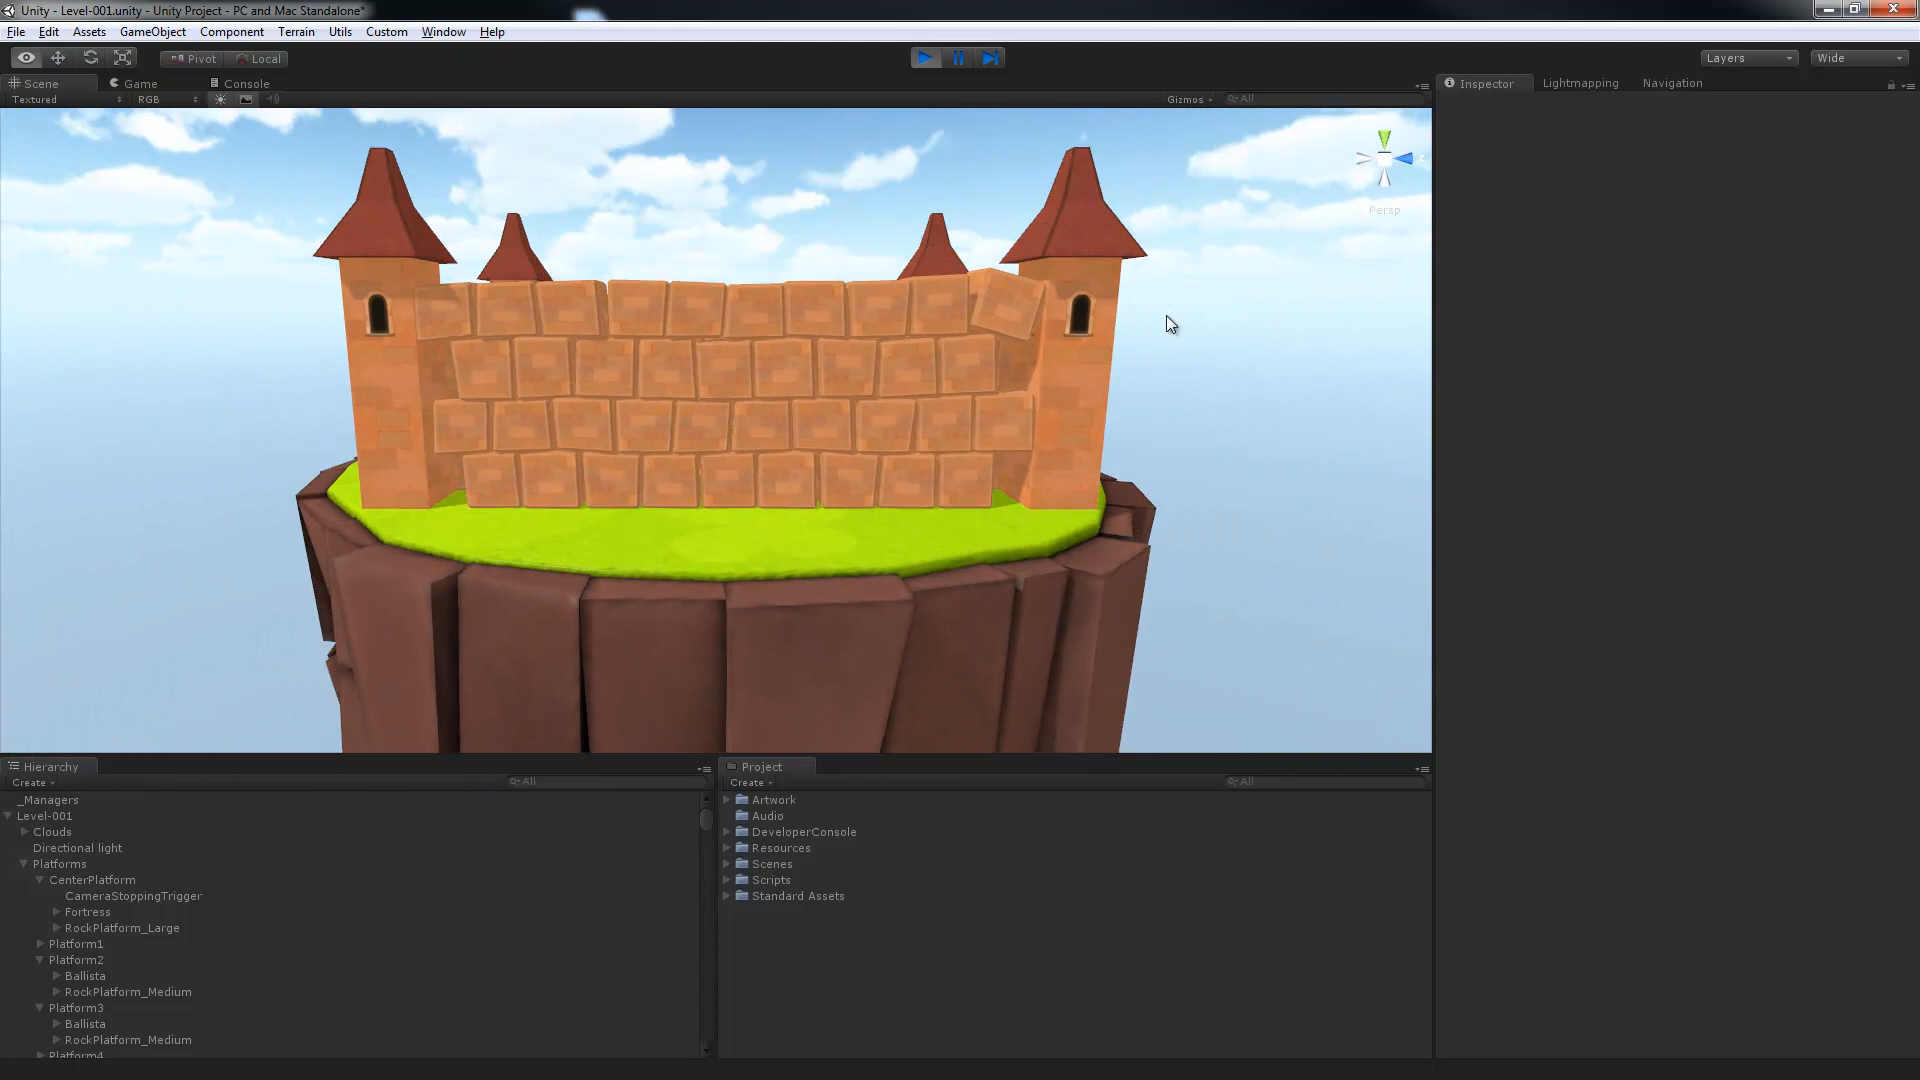 Unity - Level-001.unity - Unity Project - PC and Mac Standalone*
File Edit Assets GameObject Component Terrain Utils Custom Window Help
Pivot Local Layers Wide
Scene Game Console Inspector Lightmapping Navigation
Textured RGB Gizmos All
z
Persp
Hierarchy Project
Create All Create All
_Managers
Level-001
Clouds
Directional light
Platforms
CenterPlatform
CameraStoppingTrigger
Fortress
RockPlatform_Large
Platform1
Platform2
Ballista
RockPlatform_Medium
Platform3
Ballista
RockPlatform_Medium
Platform4
Artwork
Audio
DeveloperConsole
Resources
Scenes
Scripts
Standard Assets